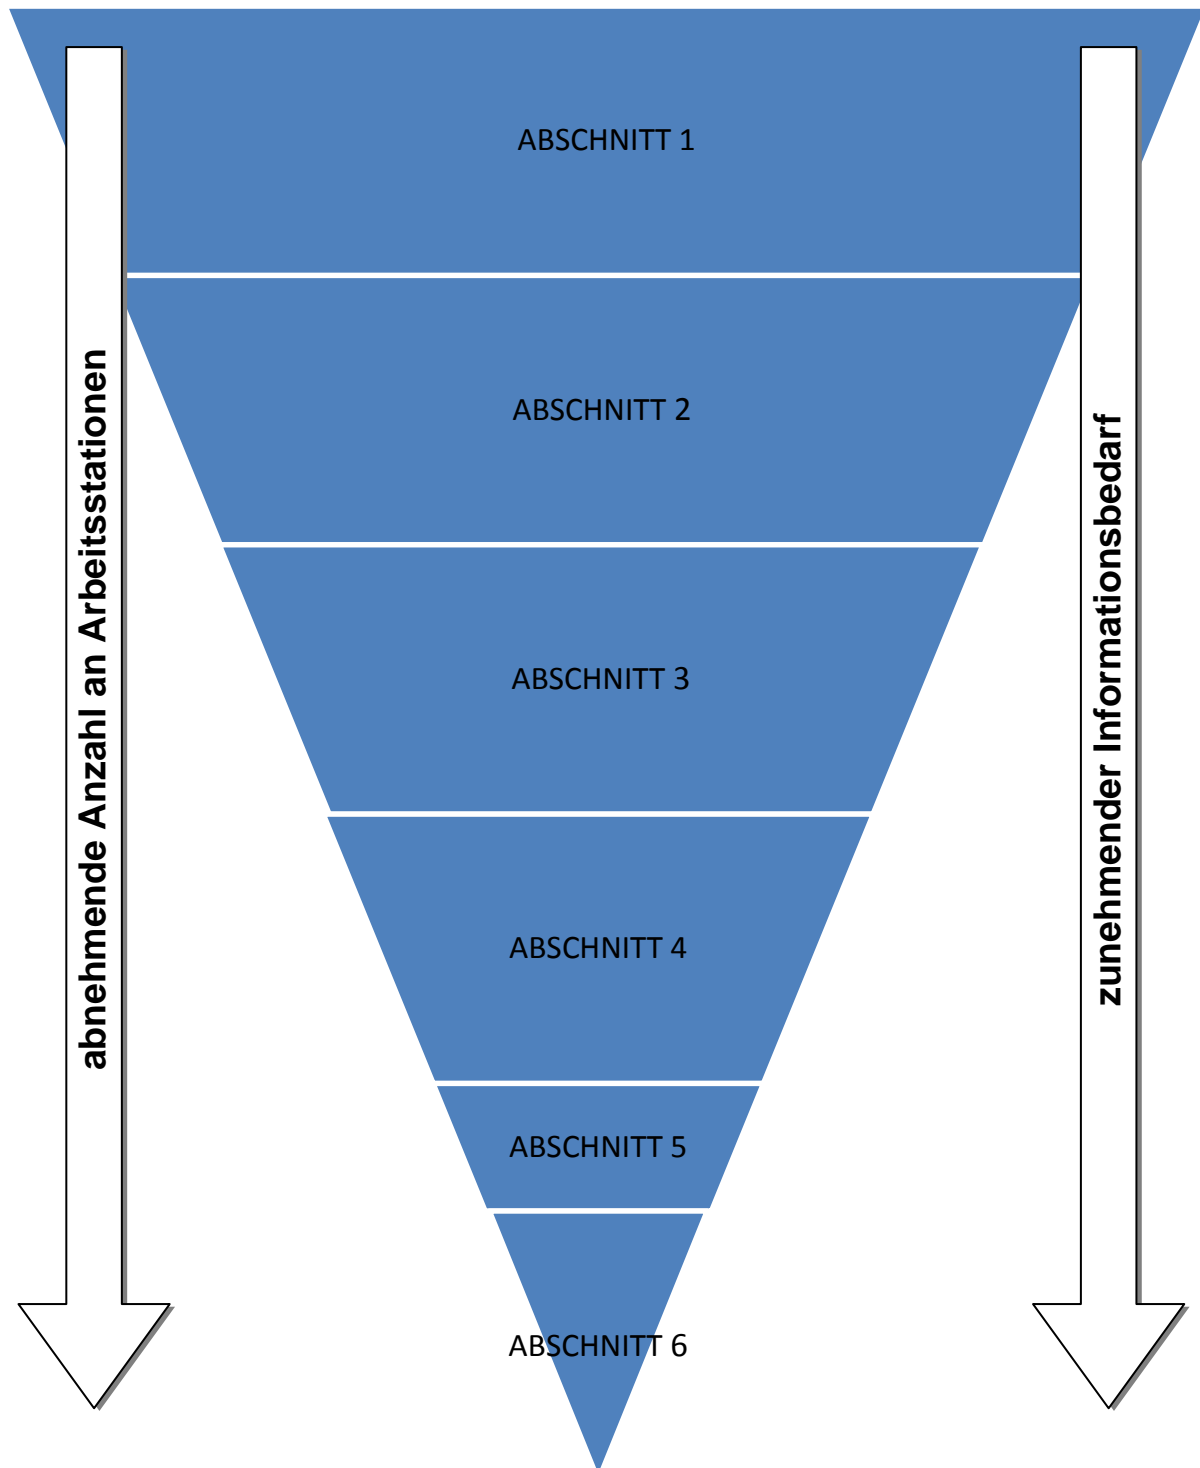 ABSCHNITT 1
ABSCHNITT 2
ABSCHNITT 3
ABSCHNITT 4
ABSCHNITT 5
ABSCHNITT 6
abnehmende Anzahl an Arbeitsstationen
zunehmender Informationsbedarf